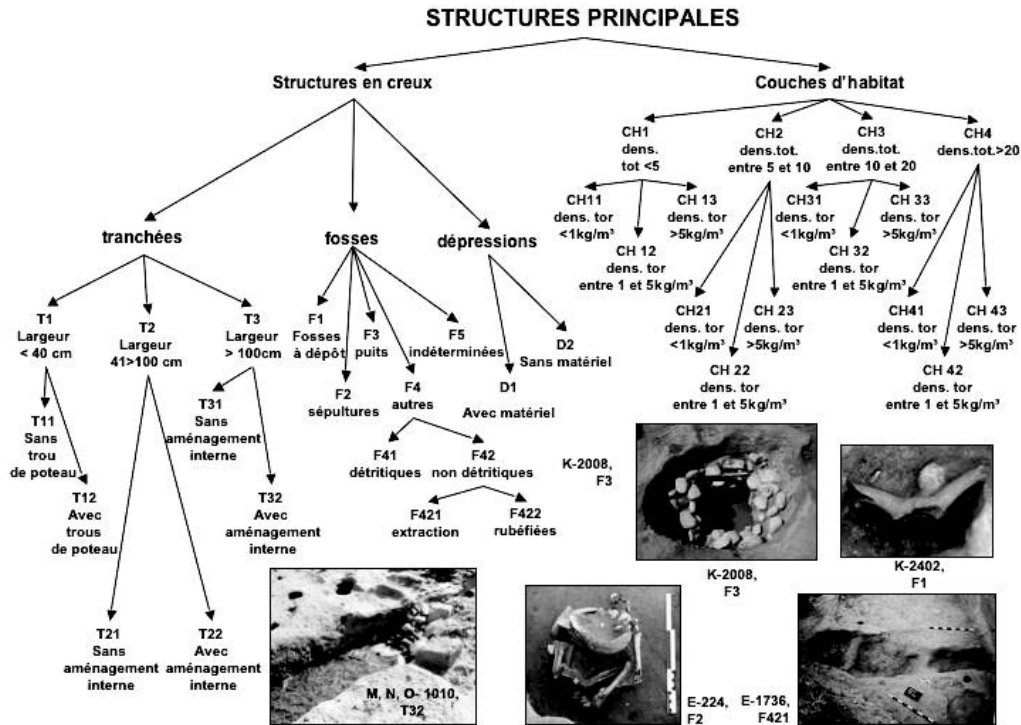 STRUCTURES PRINCIPALES
Structures en creux
Couches d'habitat
tranchées
fosses
dépressions
T1
Largeur
< 40 cm
T2
Largeur
41>100 cm
T3
Largeur
> 100cm
T11
Sans
trou
de poteau
T12
Avec
trous
de poteau
T21
Sans
aménagement
interne
T22
Avec
aménagement
interne
T31
Sans
aménagement
interne
T32
Avec
aménagement
interne
F1
Fosses
à dépôt
F2
sépultures
F3
puits
F4
autres
F5
indéterminées
F41
détritiques
F42
non détritiques
F421
extraction
F422
rubéfiées
D1
Avec matériel
D2
Sans matériel
CH1
dens.
tot <5
CH2
dens.tot.
entre 5 et 10
CH3
dens.tot.
entre 10 et 20
CH4
dens.tot.>20
CH11
dens. tor
<1kg/m³
CH 12
dens. tor
entre 1 et 5kg/m³
CH 13
dens. tor
>5kg/m³
CH21
dens. tor
<1kg/m³
CH 22
dens. tor
entre 1 et 5kg/m³
CH 23
dens. tor
>5kg/m³
CH31
dens. tor
<1kg/m³
CH 32
dens. tor
entre 1 et 5kg/m³
CH 33
dens. tor
>5kg/m³
CH41
dens. tor
<1kg/m³
CH 42
dens. tor
entre 1 et 5kg/m³
CH 43
dens. tor
>5kg/m³
K-2008,
F3
K-2008,
F3
K-2402,
F1
M, N, O- 1010,
T32
E-224,
F2
E-1736,
F421